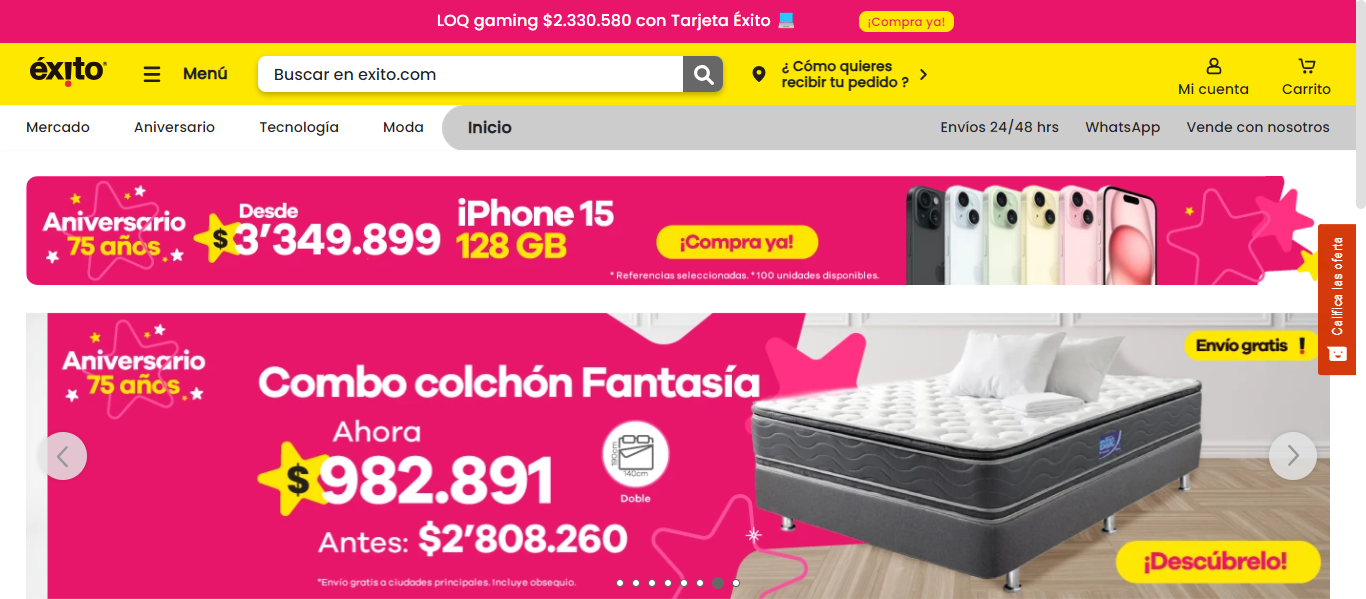 LOQ gaming $2.330.580 con Tarjeta Éxito
¡Compra ya!
éxito
Menú
Buscar en exito.com
¿ Cómo quieres
recibir tu pedido ?
Mi cuenta
Carrito
Mercado
Aniversario
Tecnología
Moda
Inicio
Envíos 24/48 hrs
WhatsApp
Vende con nosotros
Aniversario
75 años
Desde
$3'349.899
iPhone 15
128 GB
¡Compra ya!
* Referencias seleccionadas. *100 unidades disponibles.
Califica las oferta
Aniversario
75 años
Combo colchón Fantasía
Ahora
$982.891
Antes: $2'808.260
190cm
140cm
Doble
*Envío gratis a ciudades principales. Incluye obsequio.
Envío gratis !
¡Descúbrelo!